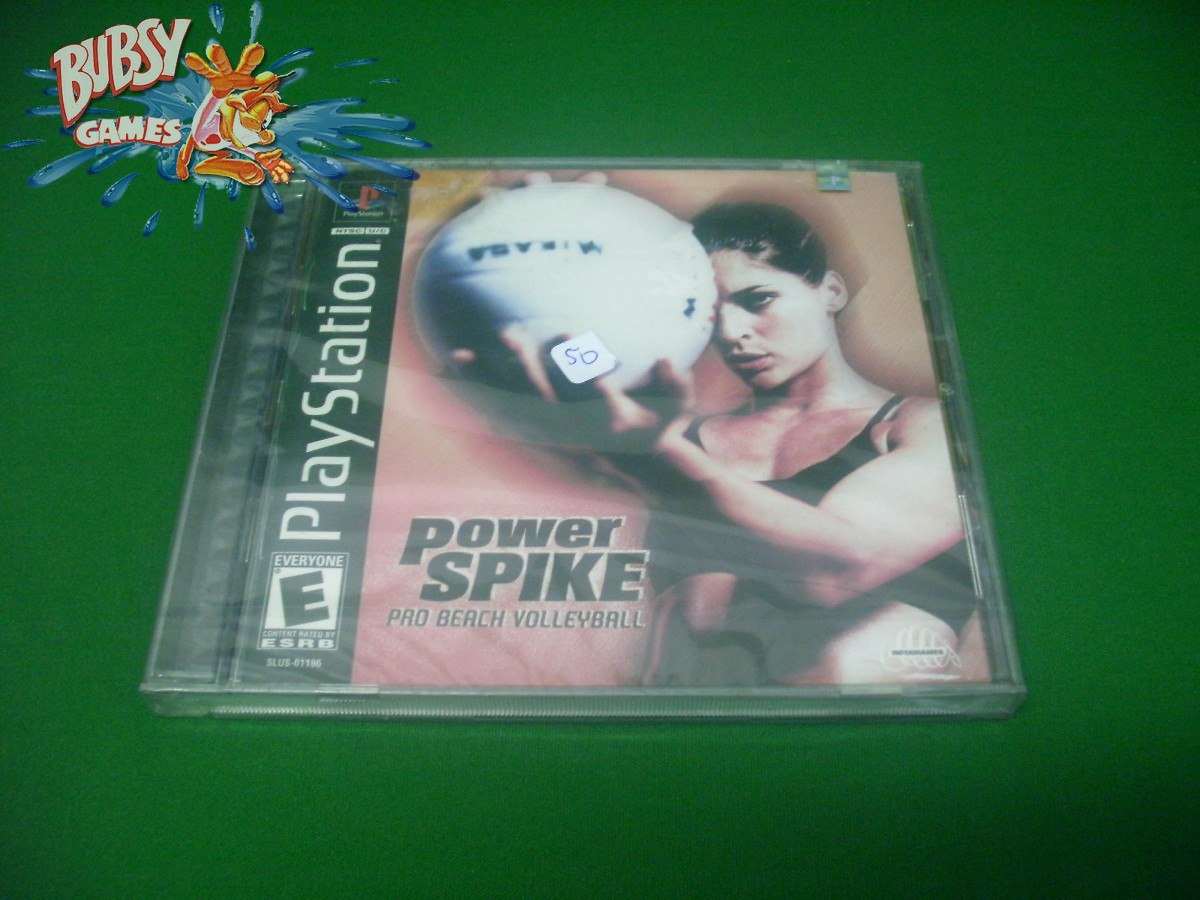 BUBSY
GAMES
PlayStation
NTSC U/C
PlayStation
MIKASA
50
power
SPIKE
PRO BEACH VOLLEYBALL
EVERYONE
E
CONTENT RATED BY
ESRB
SLUS-01196
INFOGRAMES